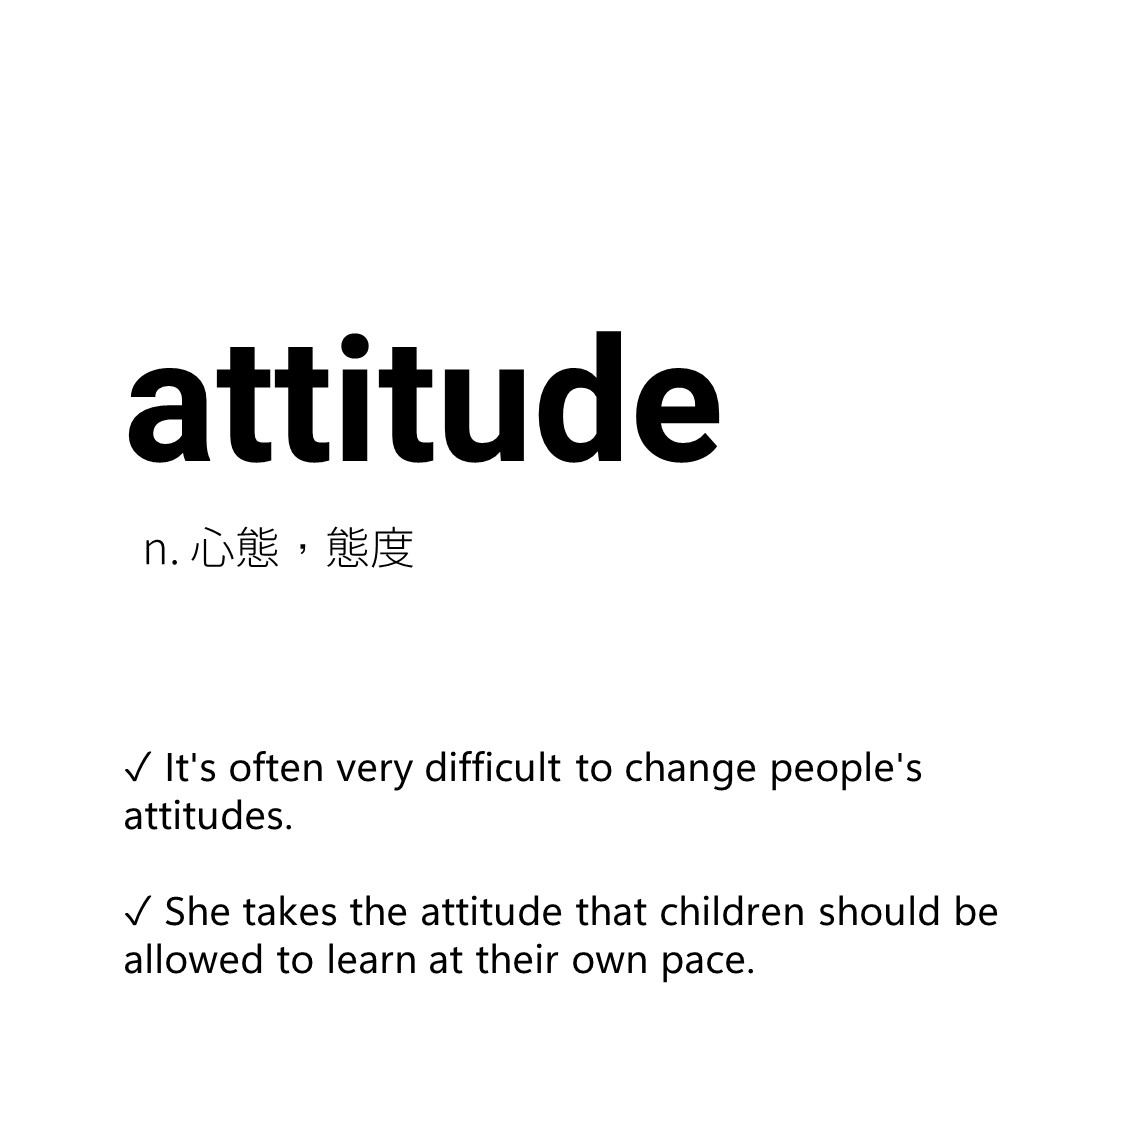 attitude
n. 心態，態度
✓ It's often very difficult to change people's
attitudes.
✓ She takes the attitude that children should be
allowed to learn at their own pace.